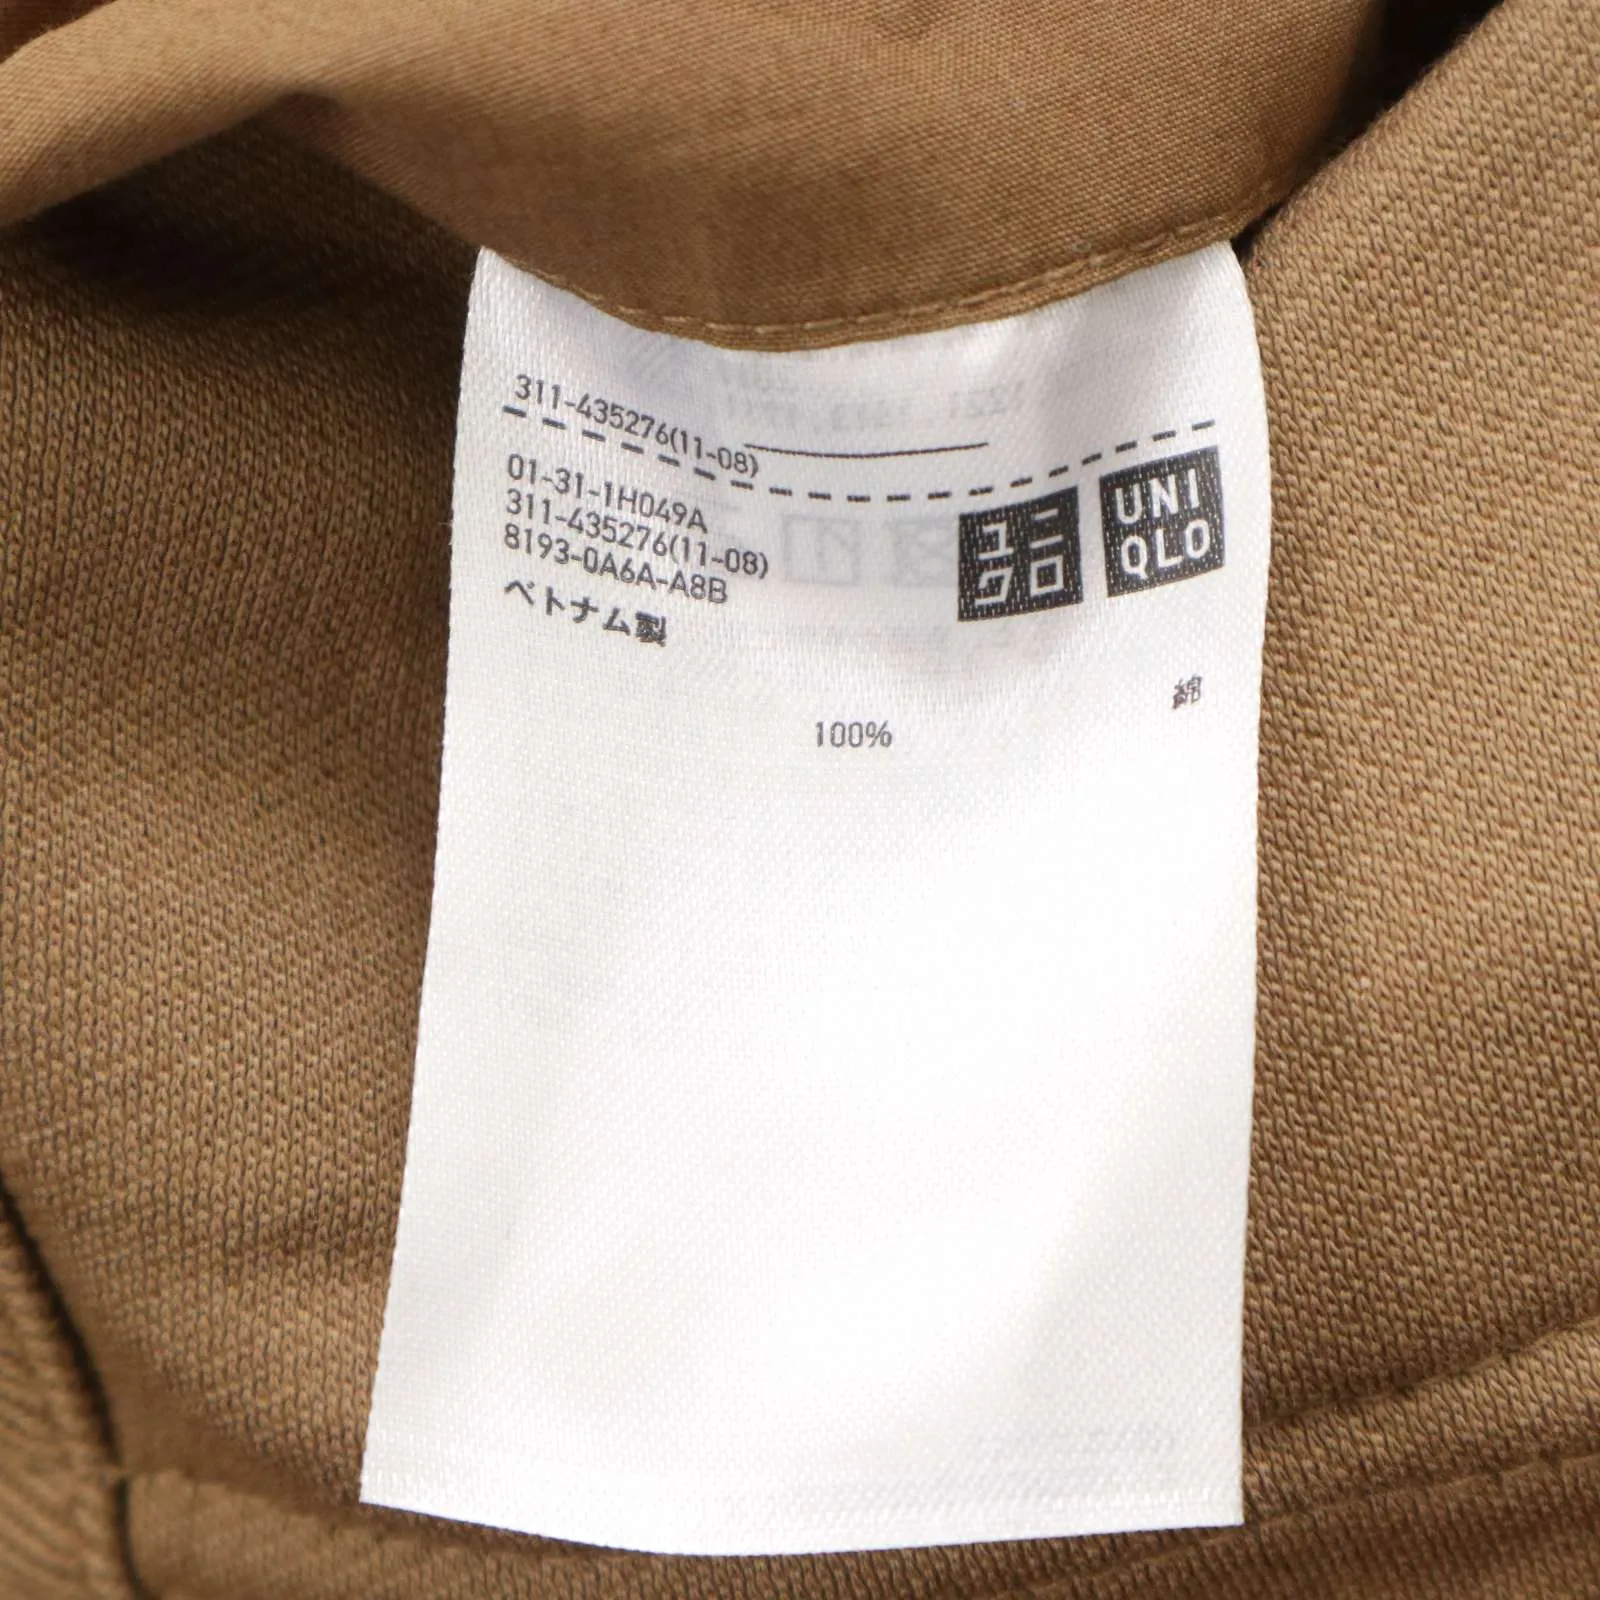 311-435276(11-08)
01-31-1H049A
311-435276(11-08)
8193-0A6A-A8B
ベトナム製
ユニ
クロ
UNI
QLO
綿
100%